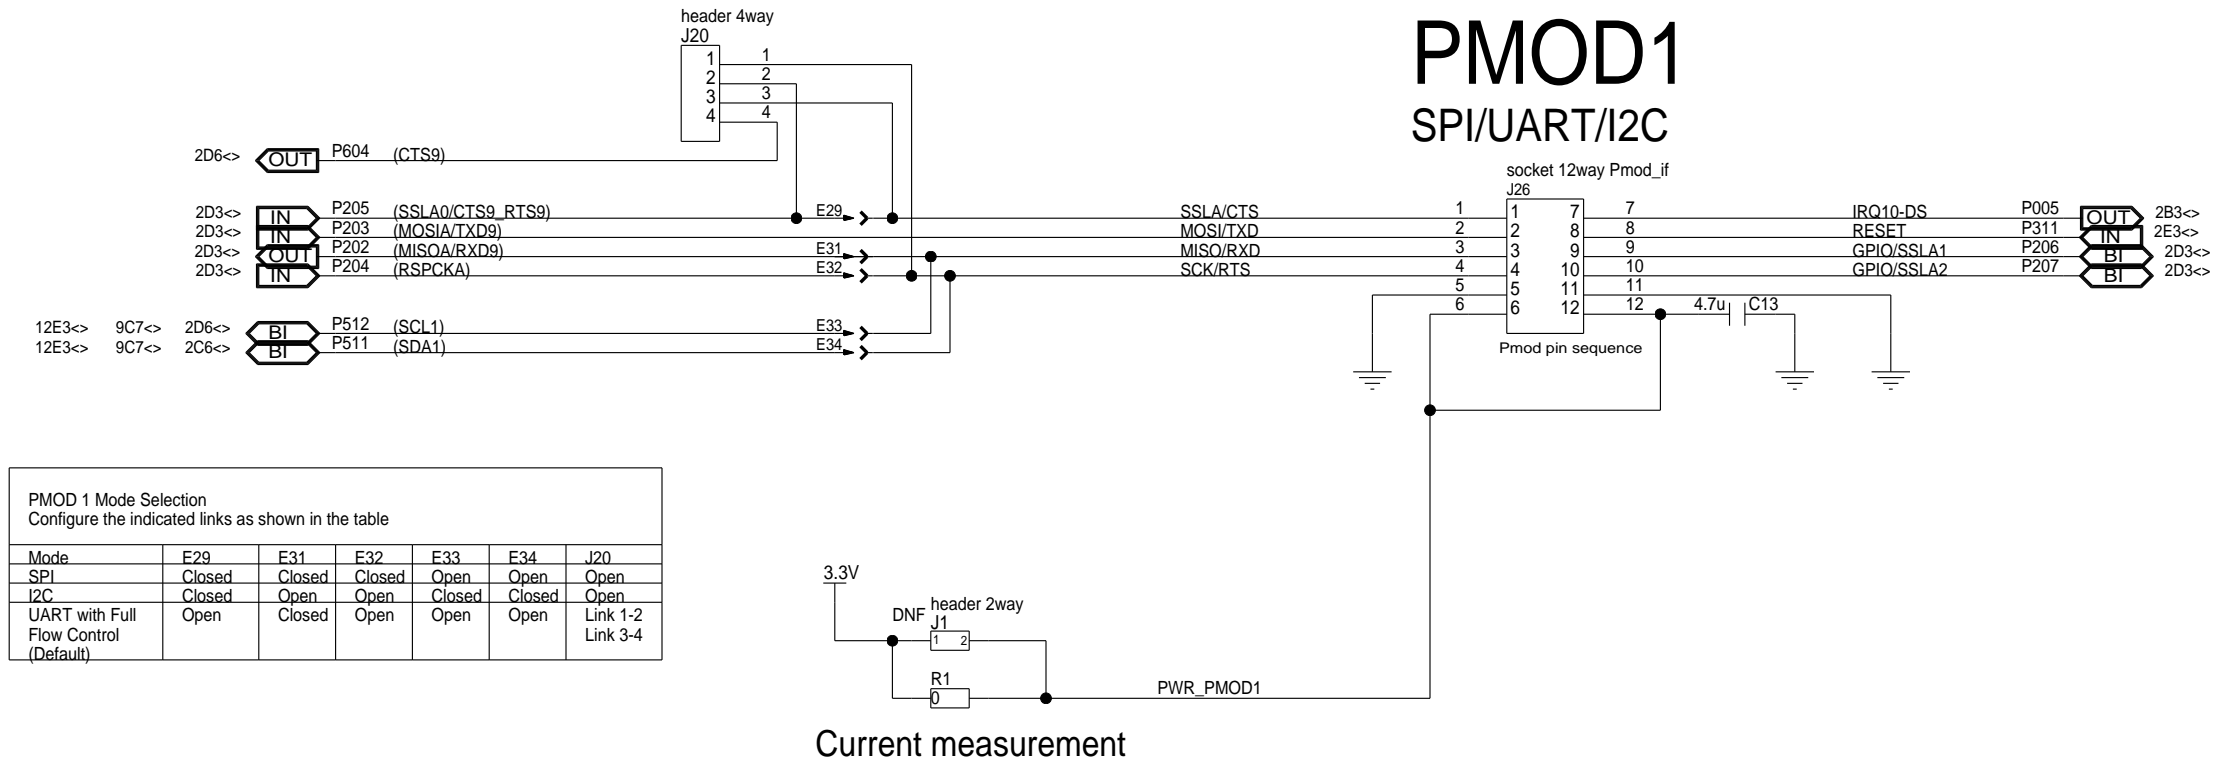 PMOD1
SPI/UART/I2C
header 4way
J20
1 1
2 2
3 3
4 4
2D6<> OUT P604 (CTS9)
2D3<> IN P205 (SSLA0/CTS9_RTS9) E29 SSLA/CTS
2D3<> IN P203 (MOSIA/TXD9) MOSI/TXD
2D3<> OUT P202 (MISOA/RXD9) E31 MISO/RXD
2D3<> IN P204 (RSPCKA) E32 SCK/RTS
12E3<> 9C7<> 2D6<> BI P512 (SCL1) E33
12E3<> 9C7<> 2C6<> BI P511 (SDA1) E34
socket 12way Pmod_if
J26
1 1 7 7 IRQ10-DS P005 OUT 2B3<>
2 2 8 8 RESET P311 IN 2E3<>
3 3 9 9 GPIO/SSLA1 P206 BI 2D3<>
4 4 10 10 GPIO/SSLA2 P207 BI 2D3<>
5 5 11 11
6 6 12 12 4.7u C13
Pmod pin sequence
PMOD 1 Mode Selection
Configure the indicated links as shown in the table
Mode E29 E31 E32 E33 E34 J20
SPI Closed Closed Closed Open Open Open
I2C Closed Open Open Closed Closed Open
UART with Full Open Closed Open Open Open Link 1-2
Flow Control Link 3-4
(Default)
3.3V
DNF header 2way
J1
1 2
R1
0
PWR_PMOD1
Current measurement